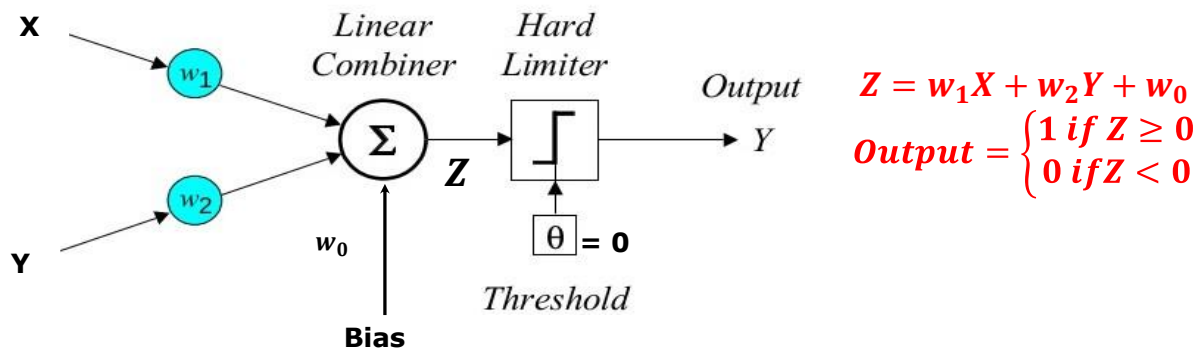 X
w₁
Linear
Combiner
Hard
Limiter
Output
Σ
Z
Y
w₂
Y
w₀
θ = 0
Threshold
Bias
Z = w₁X + w₂Y + w₀
Output = {1 if Z ≥ 0
0 ifZ < 0